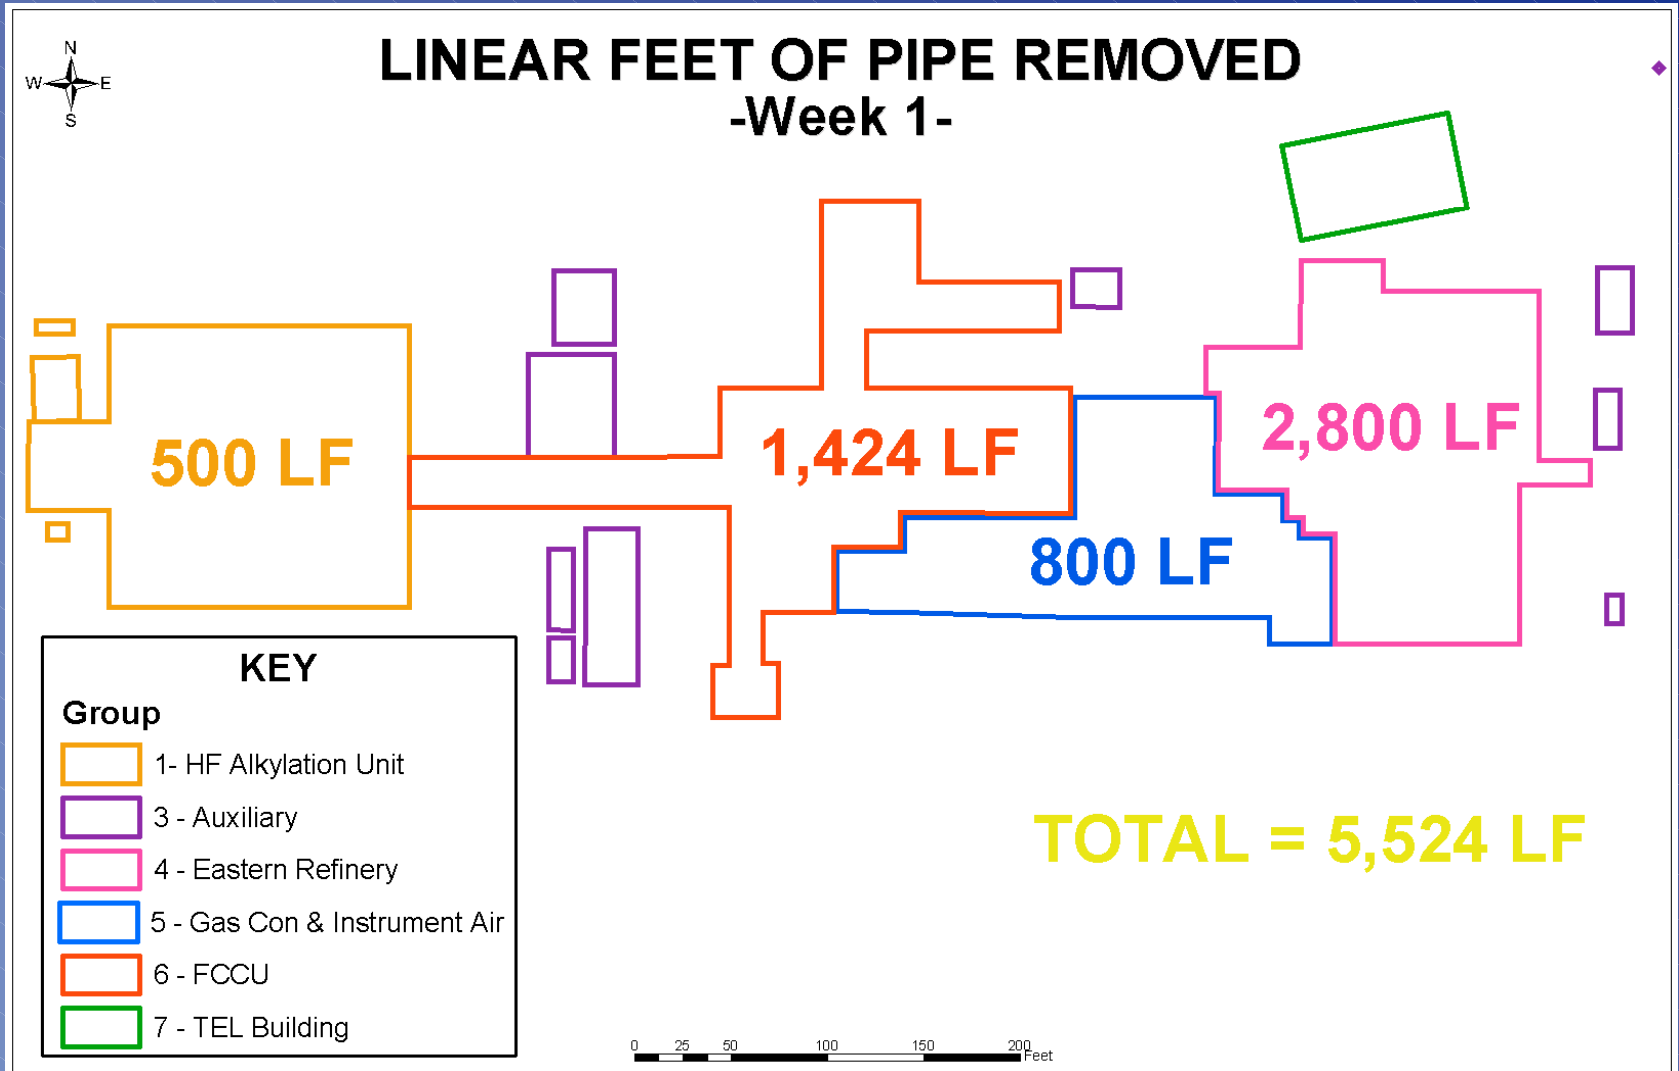 LINEAR FEET OF PIPE REMOVED
-Week 1-
N
W E
S
500 LF
1,424 LF
2,800 LF
800 LF
KEY
Group
1- HF Alkylation Unit
3 - Auxiliary
4 - Eastern Refinery
5 - Gas Con & Instrument Air
6 - FCCU
7 - TEL Building
TOTAL = 5,524 LF
0 25 50 100 150 200
Feet